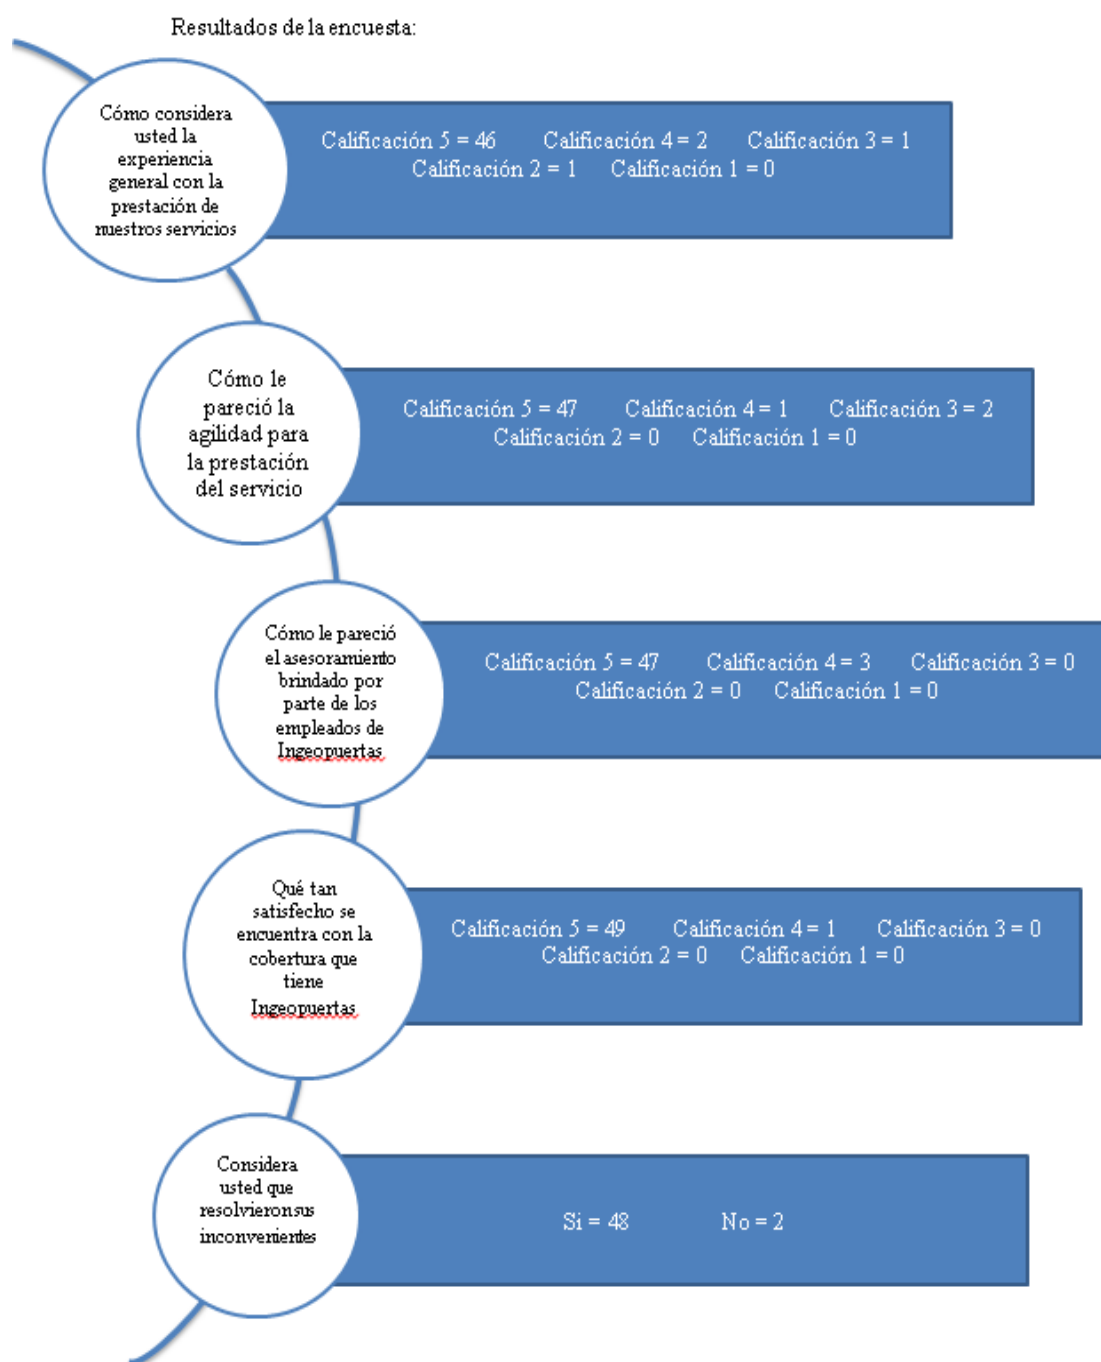 Resultados de la encuesta:
Cómo considera
usted la
experiencia
general con la
prestación de
nuestros servicios
Calificación 5 = 46 Calificación 4 = 2 Calificación 3 = 1
Calificación 2 = 1 Calificación 1 = 0
Cómo le
pareció la
agilidad para
la prestación
del servicio
Calificación 5 = 47 Calificación 4 = 1 Calificación 3 = 2
Calificación 2 = 0 Calificación 1 = 0
Cómo le pareció
el asesoramiento
brindado por
parte de los
empleados de
Ingeopuertas
Calificación 5 = 47 Calificación 4 = 3 Calificación 3 = 0
Calificación 2 = 0 Calificación 1 = 0
Qué tan
satisfecho se
encuentra con la
cobertura que
tiene
Ingeopuertas
Calificación 5 = 49 Calificación 4 = 1 Calificación 3 = 0
Calificación 2 = 0 Calificación 1 = 0
Considera
usted que
resolvieron sus
inconvenientes
Si = 48 No = 2